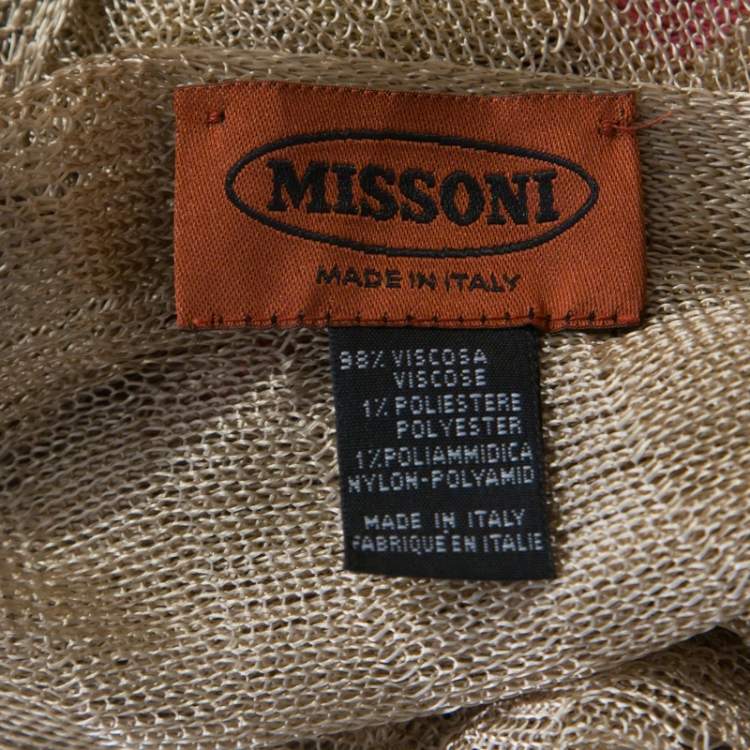 MISSONI
MADE IN ITALY
98% VISCOSA
VISCOSE
1% POLIESTERE
POLYESTER
1% POLIAMMIDICA
NYLON-POLYAMID
MADE IN ITALY
FABRIQUE EN ITALIE